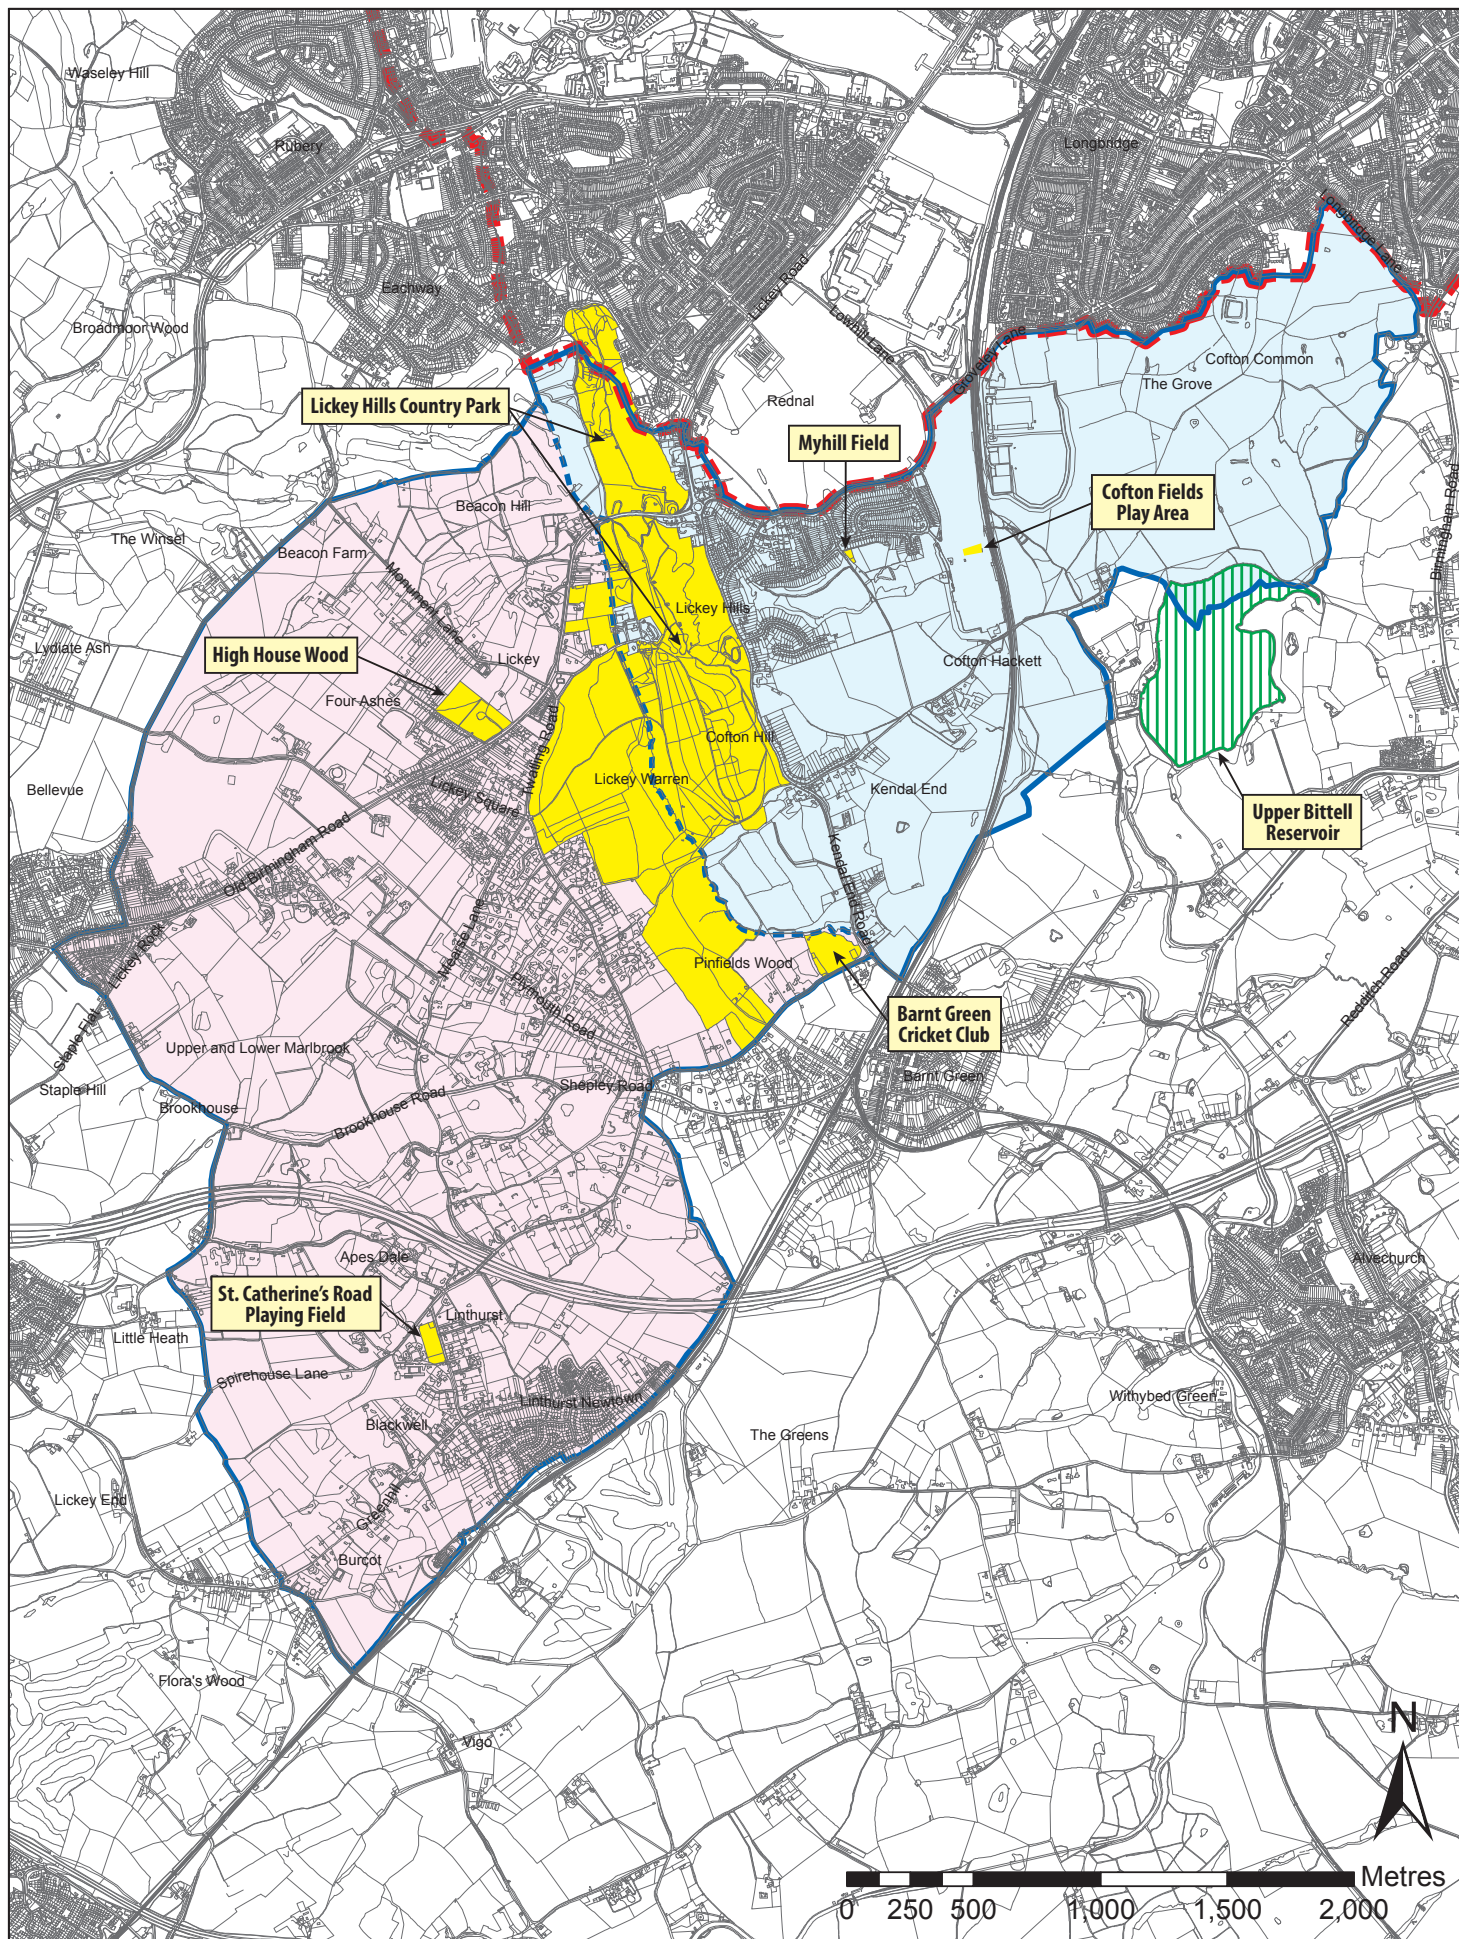 Waseley Hill
Rubery
Longbridge
Longbridge Lane
Eachway
Lickey Road
Lowhill Lane
Broadmoor Wood
Groveley Lane
Cofton Common
The Grove
Lickey Hills Country Park
Rednal
Myhill Field
Cofton Fields
Play Area
Birmingham Road
Beacon Hill
The Winsel
Beacon Farm
Monument Lane
Lickey Hills
Lydiate Ash
High House Wood
Lickey
Cofton Hackett
Four Ashes
Twatling Road
Cofton Hill
Lickey Warren
Lickey Square
Bellevue
Kendal End
Upper Bittell
Reservoir
Old Birmingham Road
Kendal End Road
Mearse Lane
Lickey Rock
Pinfields Wood
Plymouth Road
Redditch Road
Barnt Green
Cricket Club
Staple Flat
Upper and Lower Marlbrook
Barnt Green
Staple Hill
Shepley Road
Brookhouse
Brookhouse Road
Apes Dale
Alvechurch
St. Catherine's Road
Playing Field
Linthurst
Little Heath
Spirehouse Lane
Linthurst Newtown
Withybed Green
Blackwell
The Greens
Lickey End
Greenhill
Burcot
Flora's Wood
Vigo
N
Metres
0 250 500 1,000 1,500 2,000